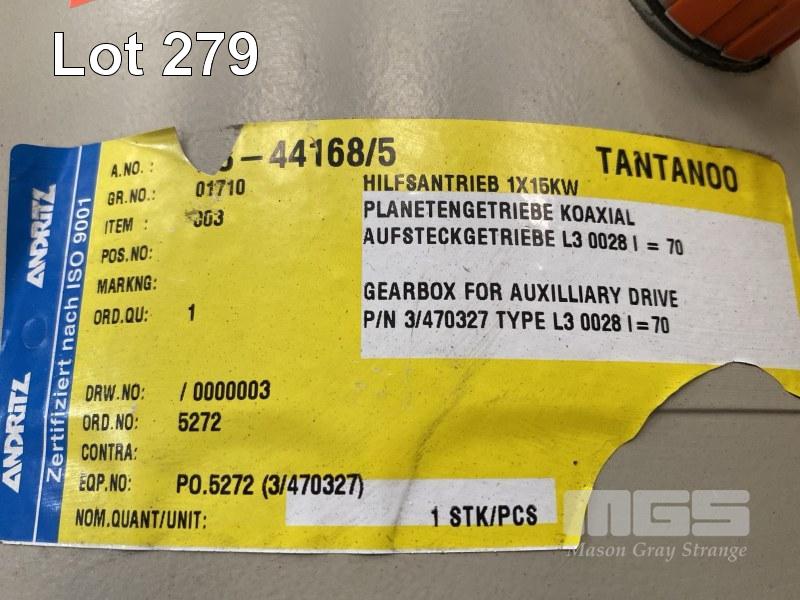 Lot 279
A.NO.: -44168/5 TANTANOO
GR.NO.: 01710 HILFSANTRIEB 1X15KW
ITEM : 003 PLANETENGETRIEBE KOAXIAL
POS.NO: AUFSTECKGETRIEBE L3 0028 I = 70
MARKNG: GEARBOX FOR AUXILLIARY DRIVE
ORD.QU: 1 P/N 3/470327 TYPE L3 0028 I=70
DRW.NO: / 0000003
ORD.NO: 5272
CONTRA:
EQP.NO: PO.5272 (3/470327)
NOM.QUANT/UNIT: 1 STK/PCS
ANDRITZ
Zertifiziert nach ISO 9001
ANDRITZ
MGS
Mason Gray Strange